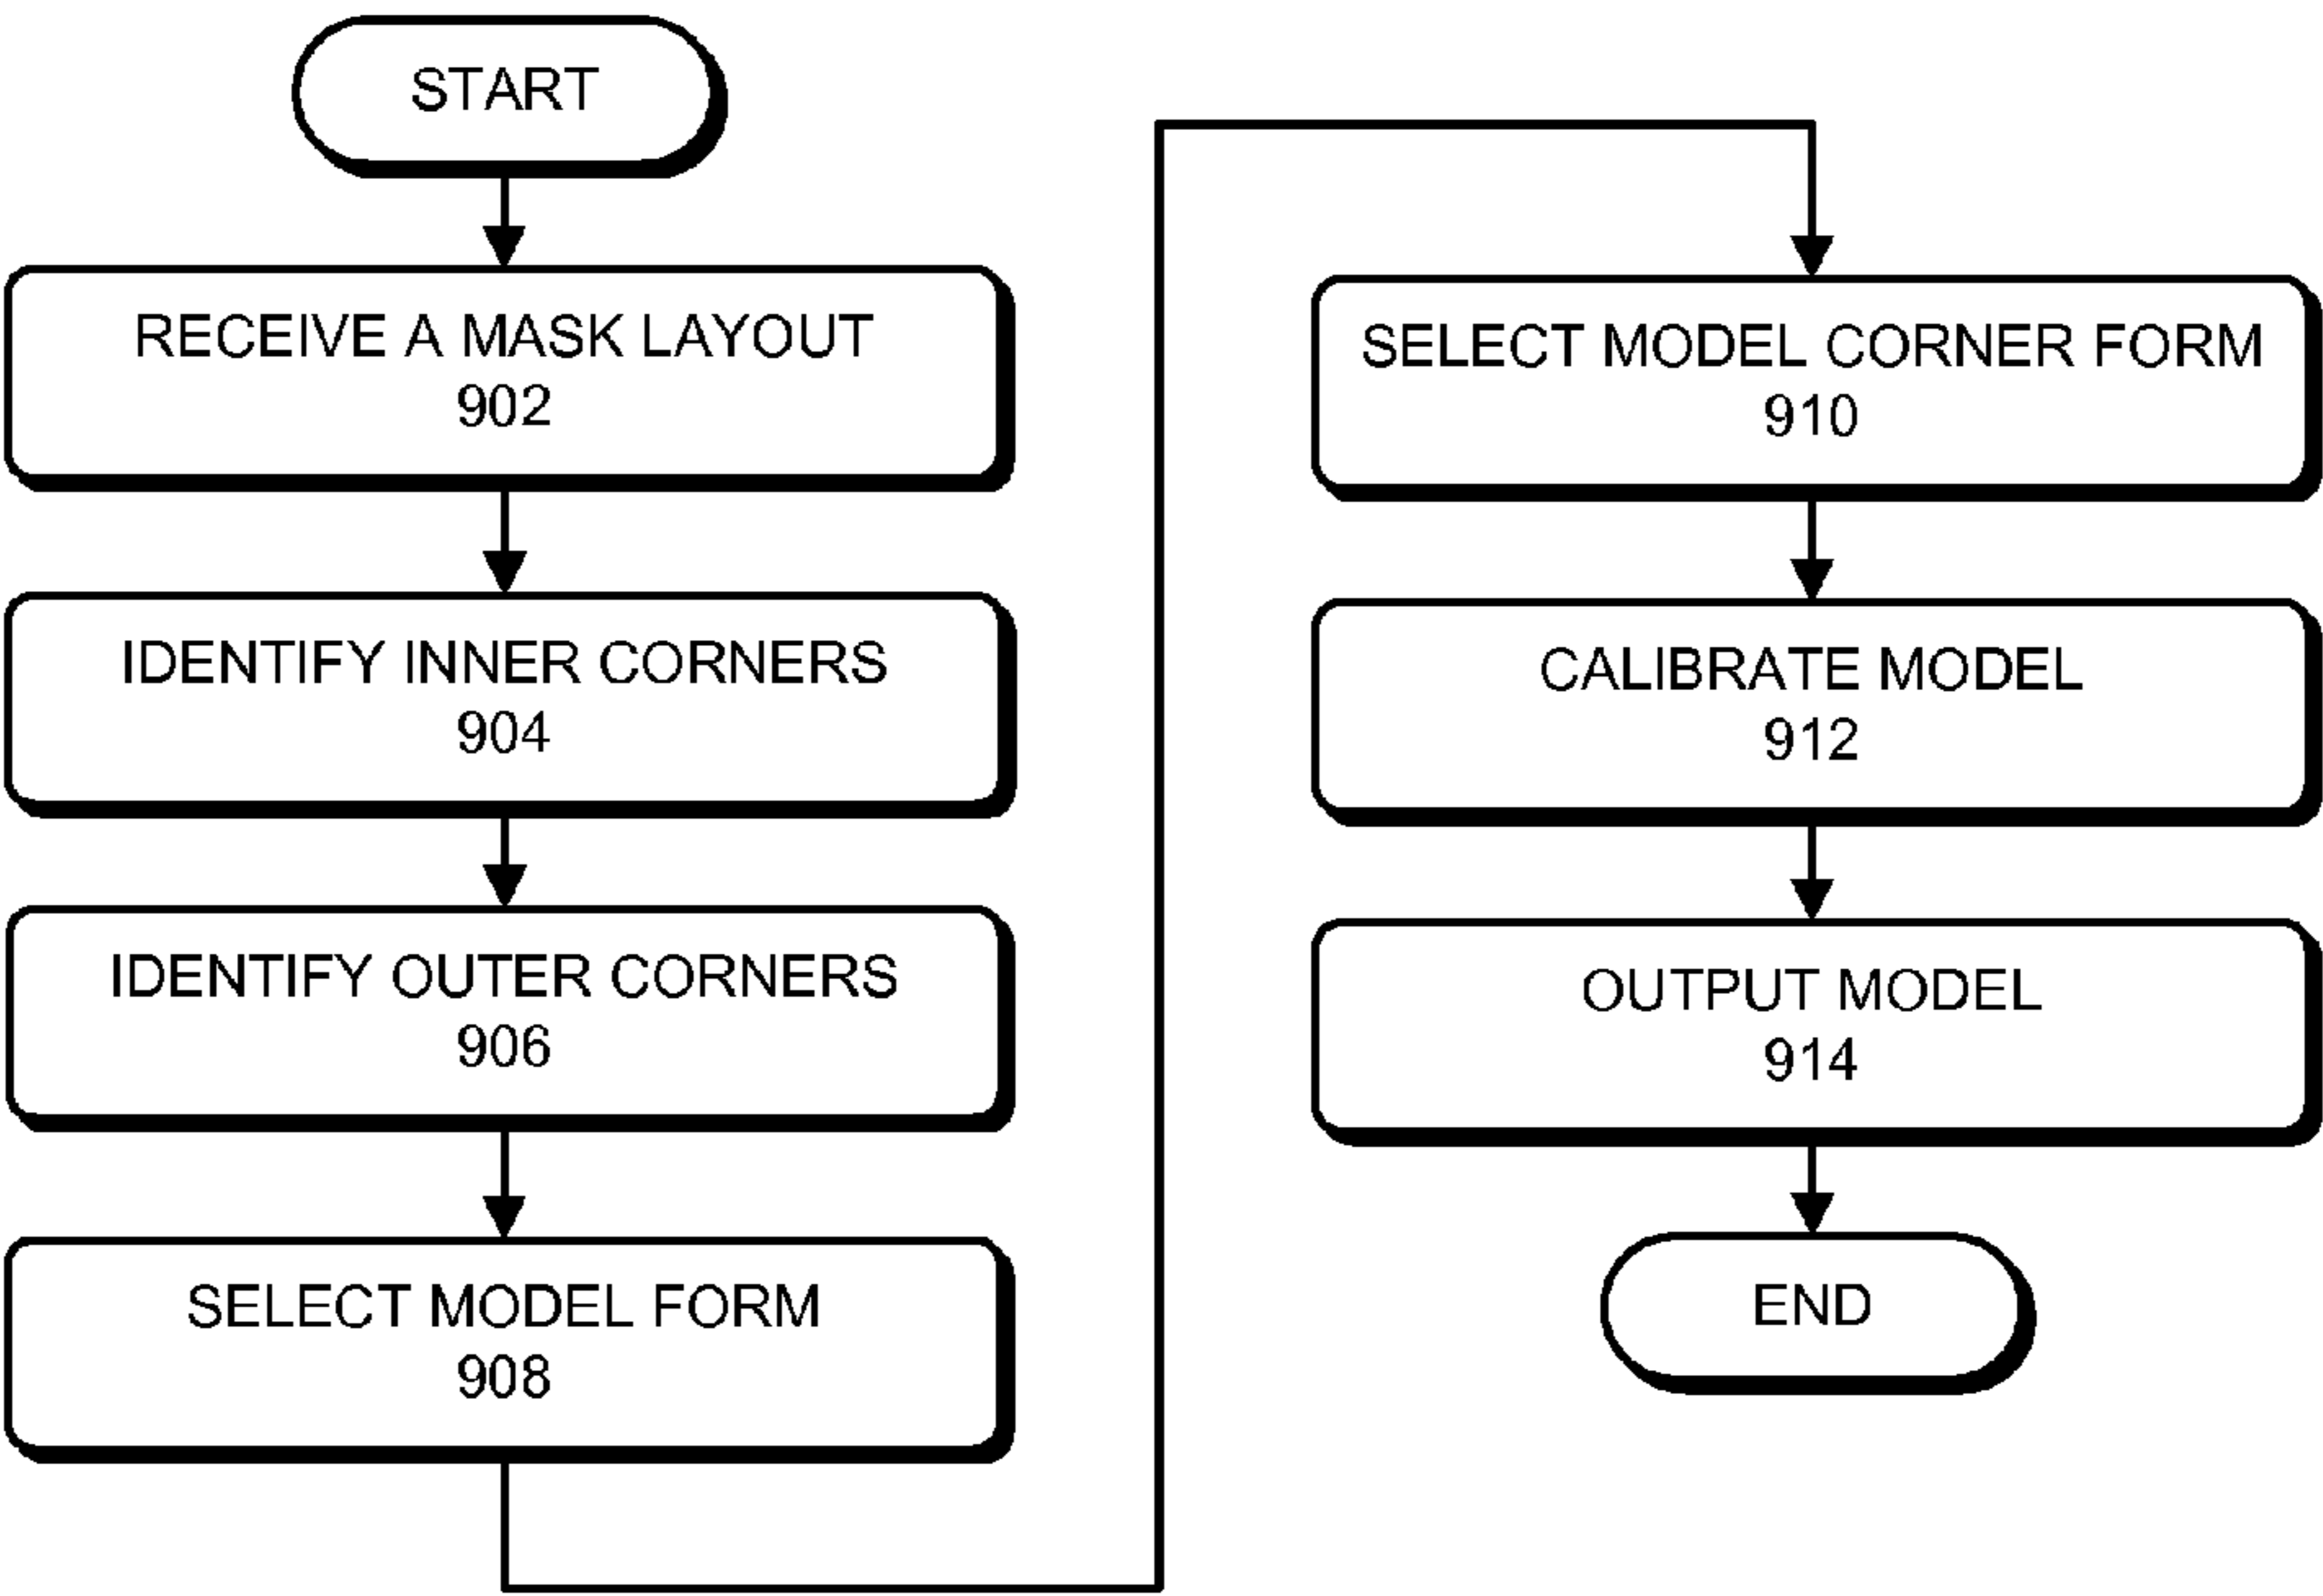 START
RECEIVE A MASK LAYOUT
902
IDENTIFY INNER CORNERS
904
IDENTIFY OUTER CORNERS
906
SELECT MODEL FORM
908
SELECT MODEL CORNER FORM
910
CALIBRATE MODEL
912
OUTPUT MODEL
914
END